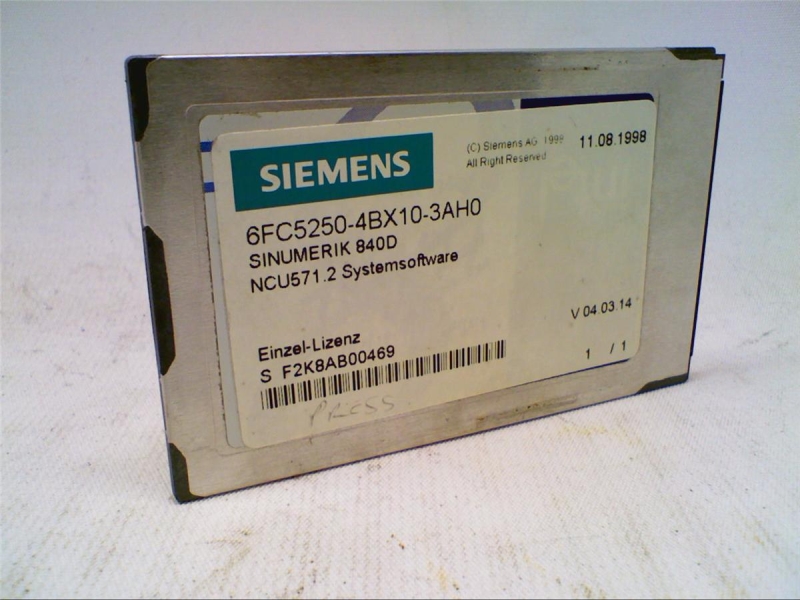 SIEMENS
(C) Siemens AG 1998
All Right Reserved
11.08.1998
6FC5250-4BX10-3AH0
SINUMERIK 840D
NCU571.2 Systemsoftware
V 04.03.14
Einzel-Lizenz
S F2K8AB00469
1 / 1
PRESS